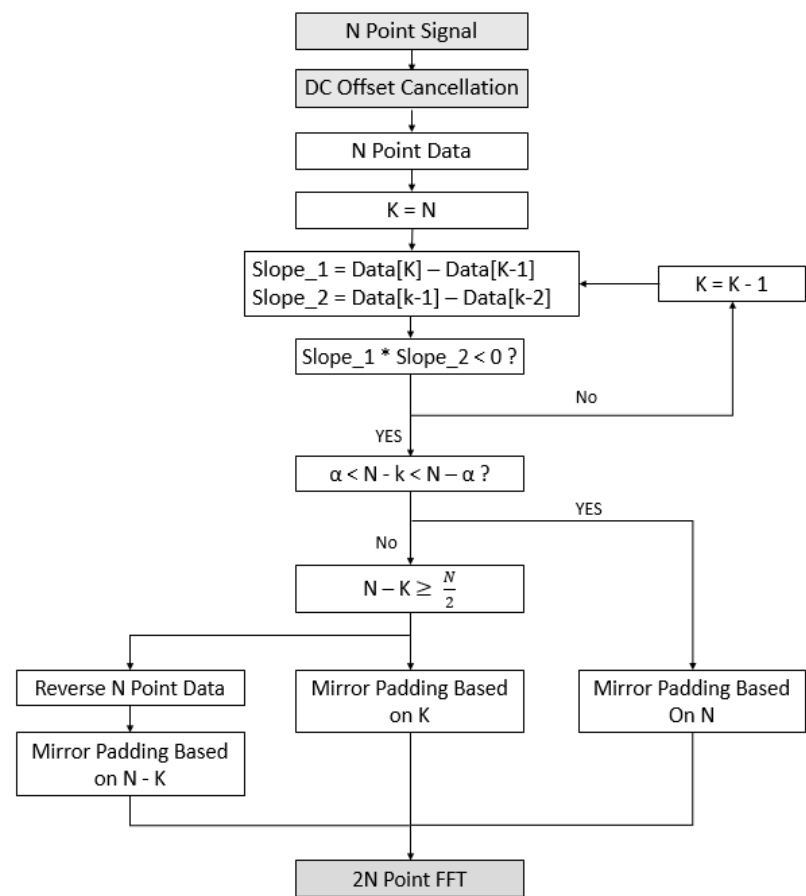 N Point Signal
DC Offset Cancellation
N Point Data
K = N
Slope_1 = Data[K] – Data[K-1]
Slope_2 = Data[k-1] – Data[k-2]
K = K - 1
Slope_1 * Slope_2 < 0 ?
No
YES
α < N - k < N – α ?
YES
No
N – K ≥ N/2
Reverse N Point Data
Mirror Padding Based
on K
Mirror Padding Based
On N
Mirror Padding Based
on N - K
2N Point FFT